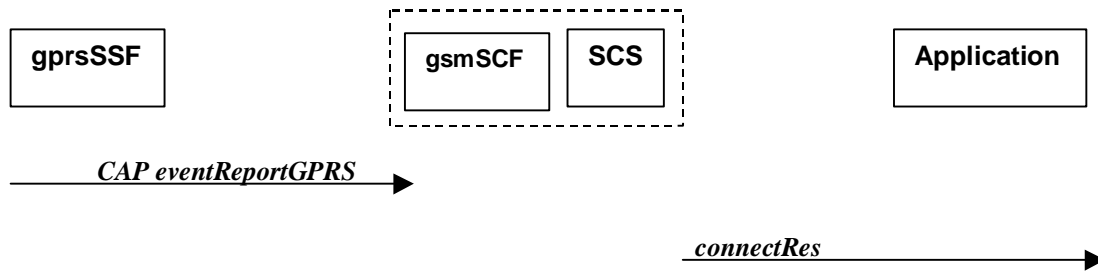 gprsSSF
gsmSCF
SCS
Application
CAP eventReportGPRS
connectRes